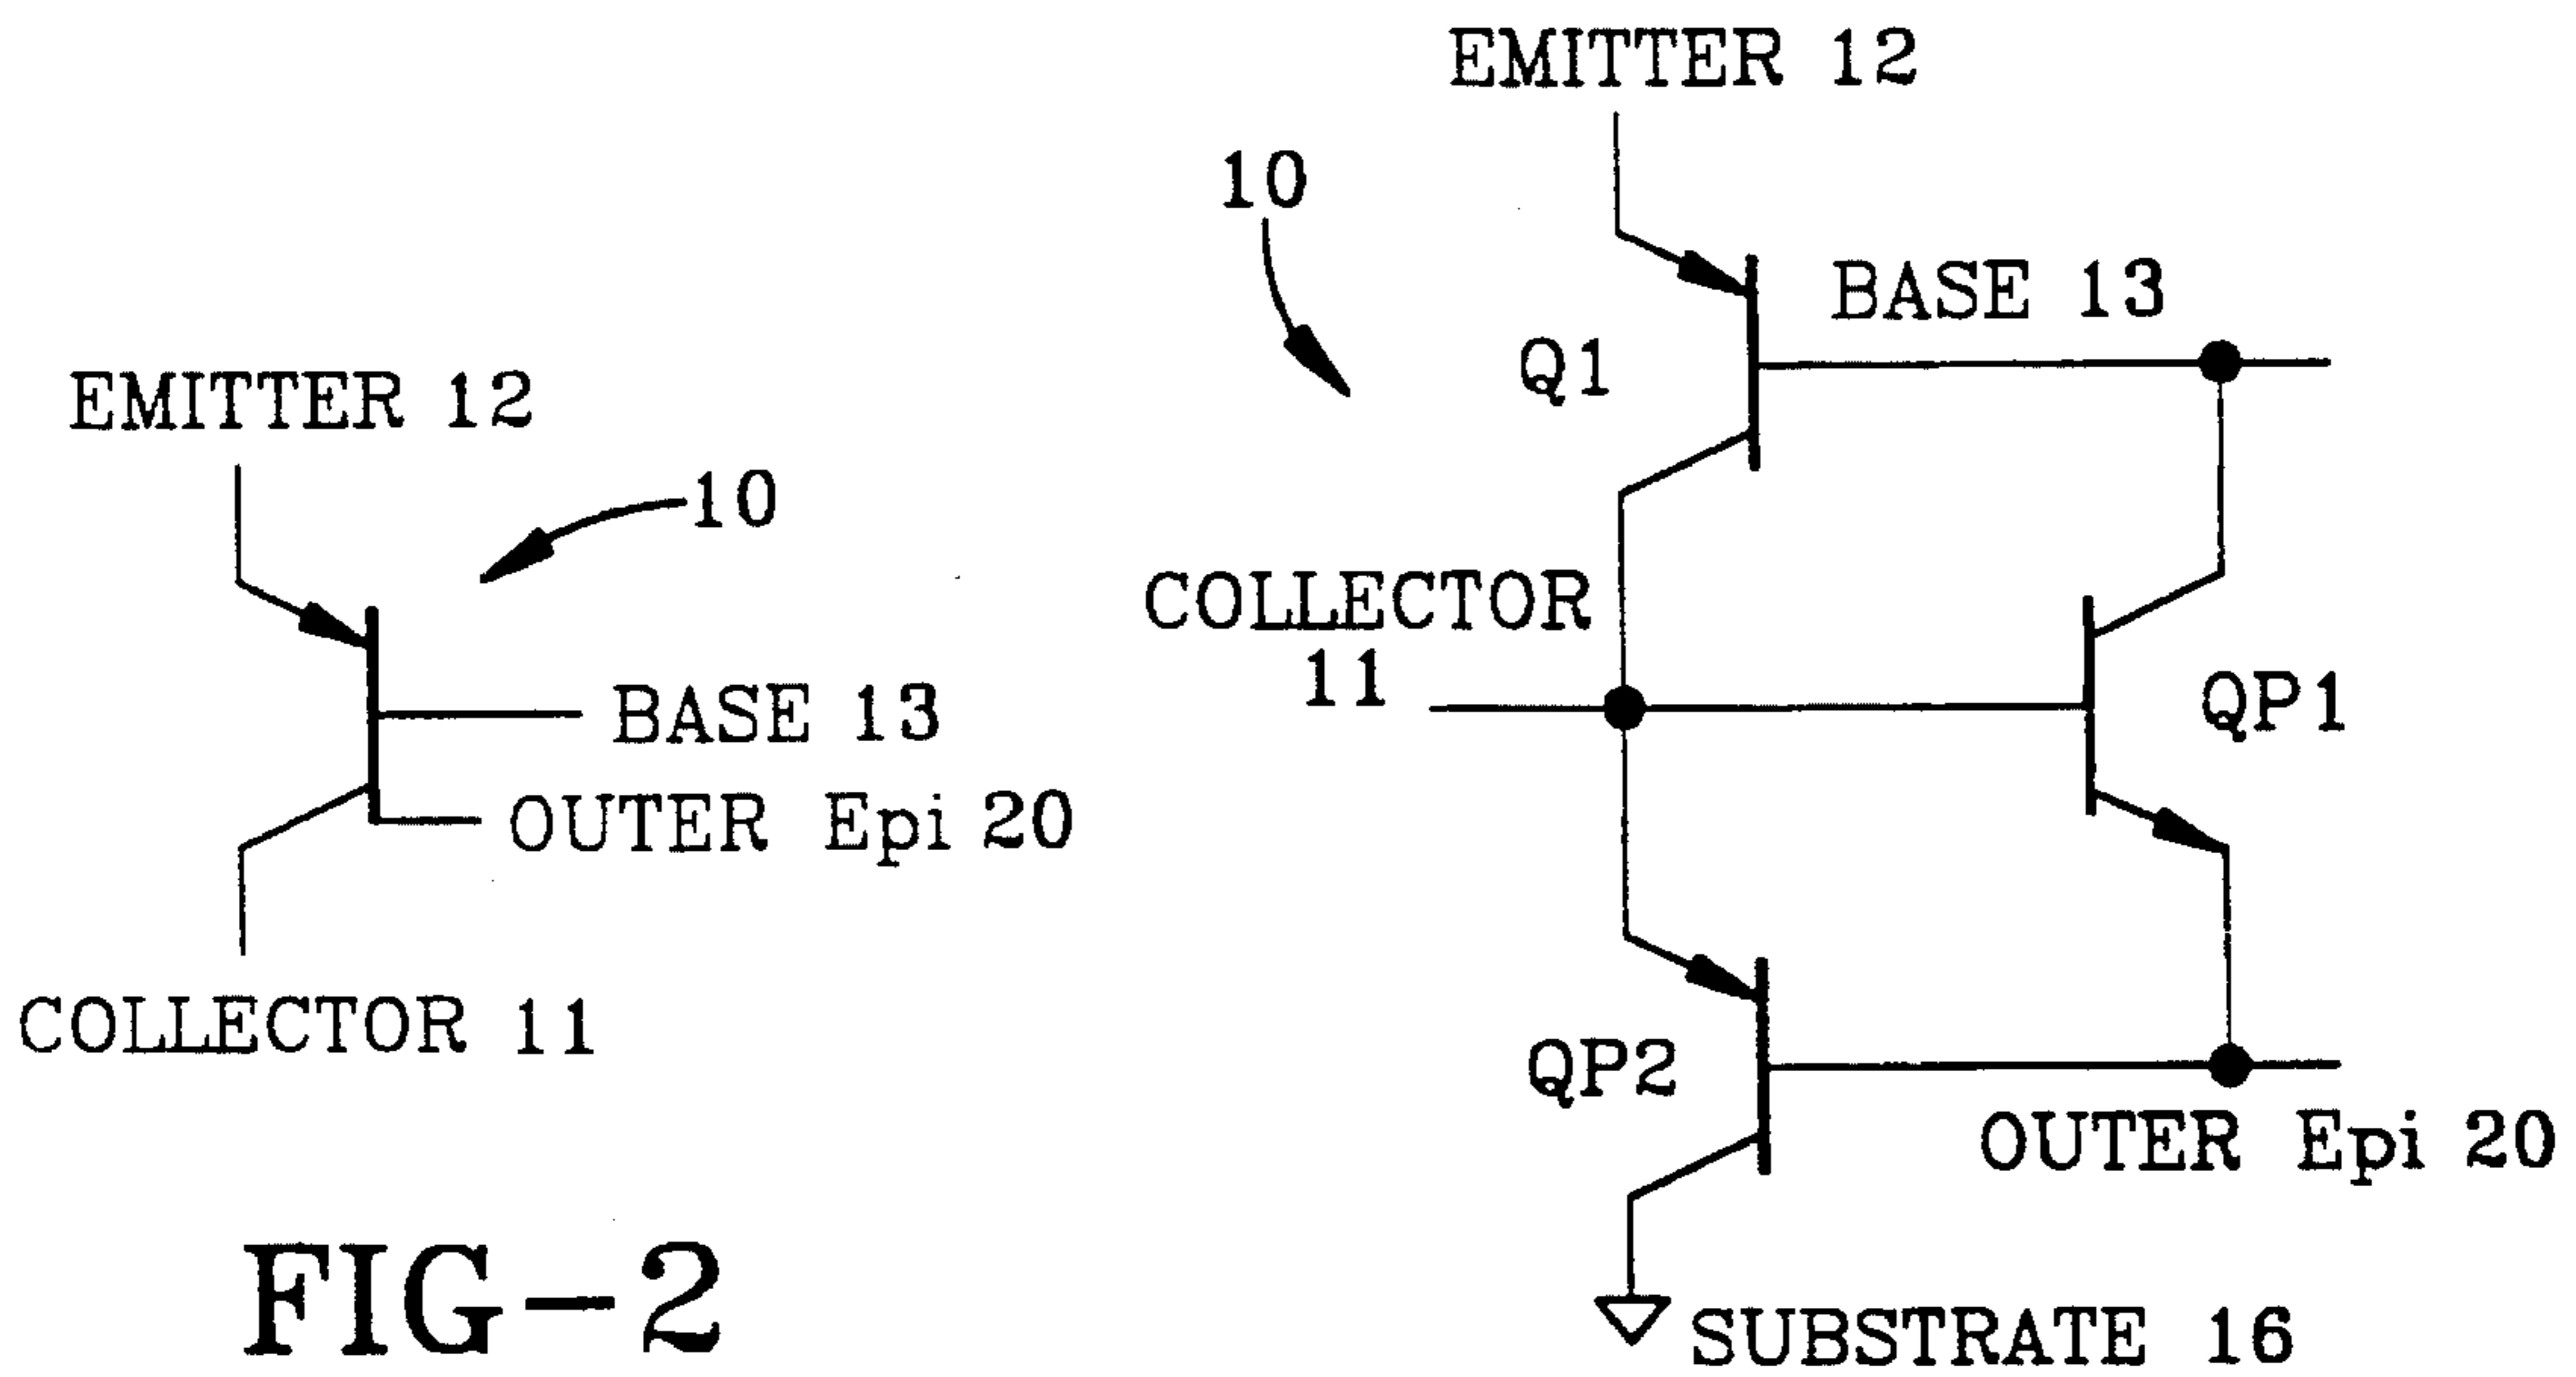 EMITTER 12
10
BASE 13
OUTER Epi 20
COLLECTOR 11
FIG-2
EMITTER 12
10
BASE 13
Q1
COLLECTOR
11
QP1
QP2
OUTER Epi 20
SUBSTRATE 16